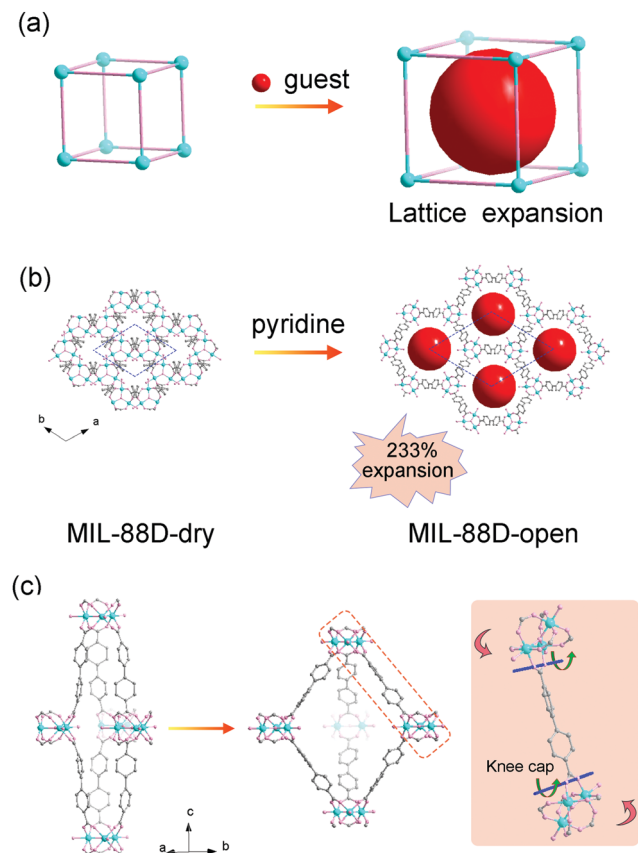 (a)
guest
Lattice expansion
(b)
pyridine
b
a
233%
expansion
MIL-88D-dry
MIL-88D-open
(c)
Knee cap
c
a
b